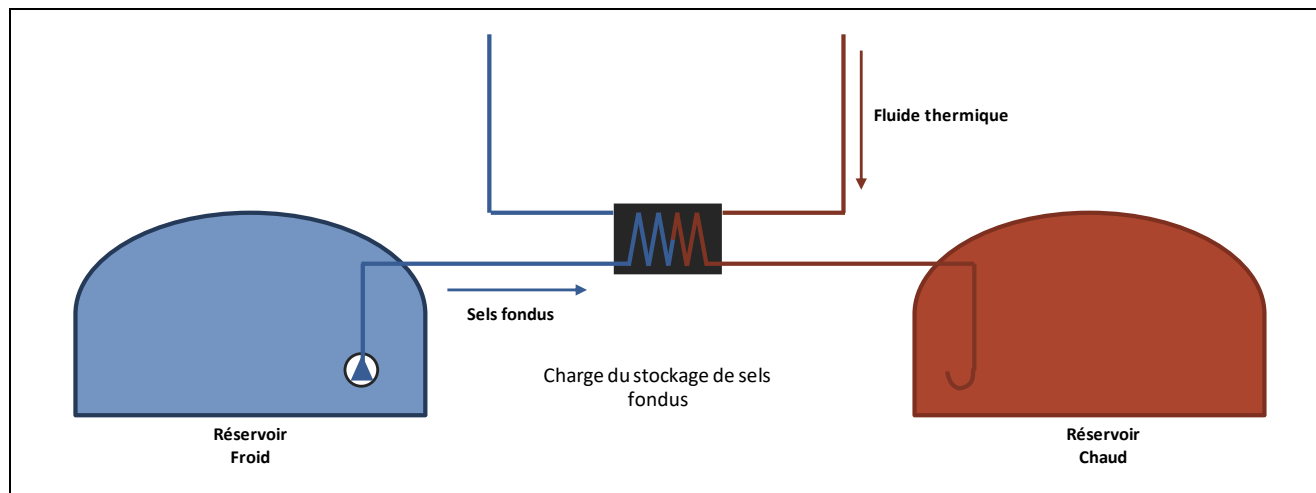 Fluide thermique
Sels fondus
Charge du stockage de sels
fondus
Réservoir
Froid
Réservoir
Chaud